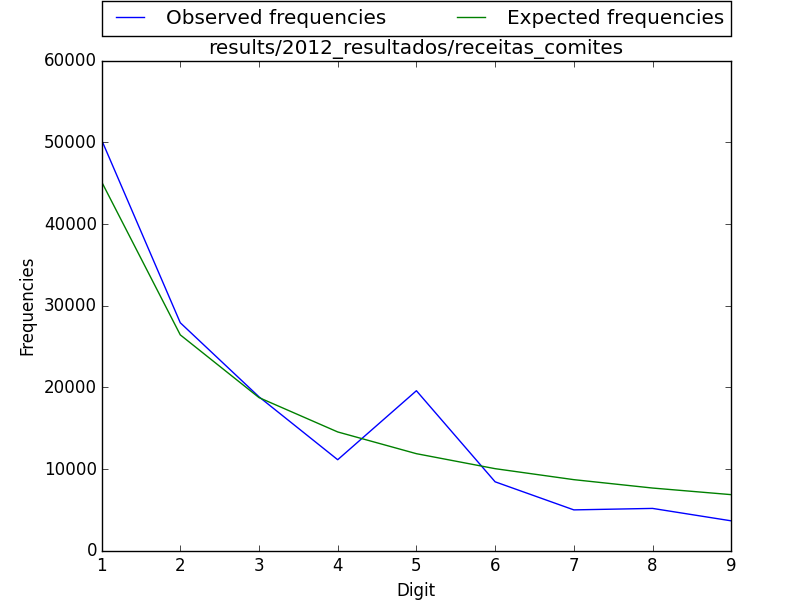 Observed frequencies Expected frequencies
results/2012_resultados/receitas_comites
60000
50000
40000
30000
20000
10000
0
Frequencies
1 2 3 4 5 6 7 8 9
Digit